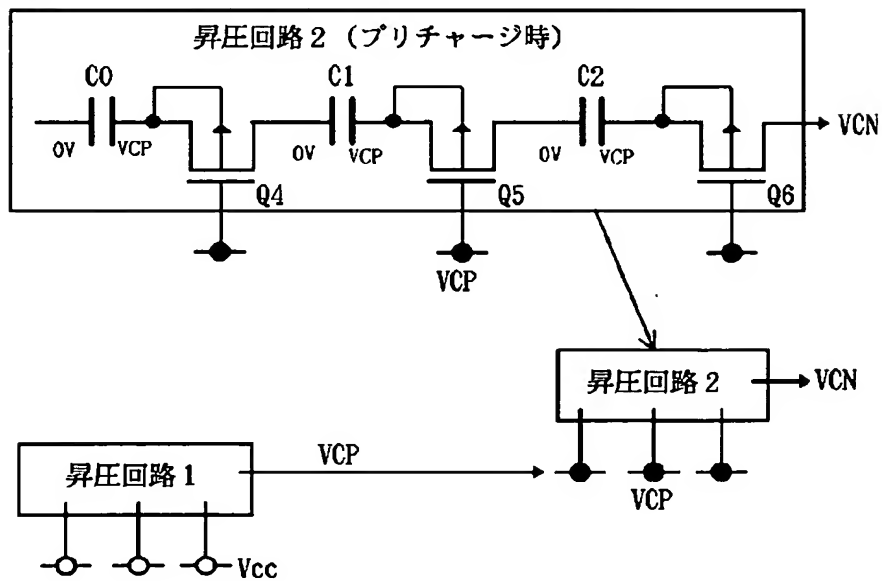 昇圧回路2（プリチャージ時）
C0 C1 C2
0V VCP 0V VCP 0V VCP VCN
Q4 Q5 Q6
VCP
昇圧回路2 VCN
昇圧回路1 VCP
VCP
Vcc